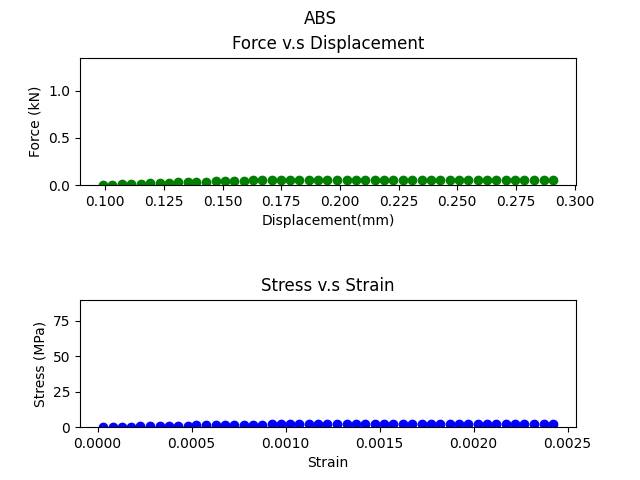 ABS
Force v.s Displacement
1.0
0.5
0.0
Force (kN)
0.100 0.125 0.150 0.175 0.200 0.225 0.250 0.275 0.300
Displacement(mm)
Stress v.s Strain
75
50
25
0
Stress (MPa)
0.0000 0.0005 0.0010 0.0015 0.0020 0.0025
Strain